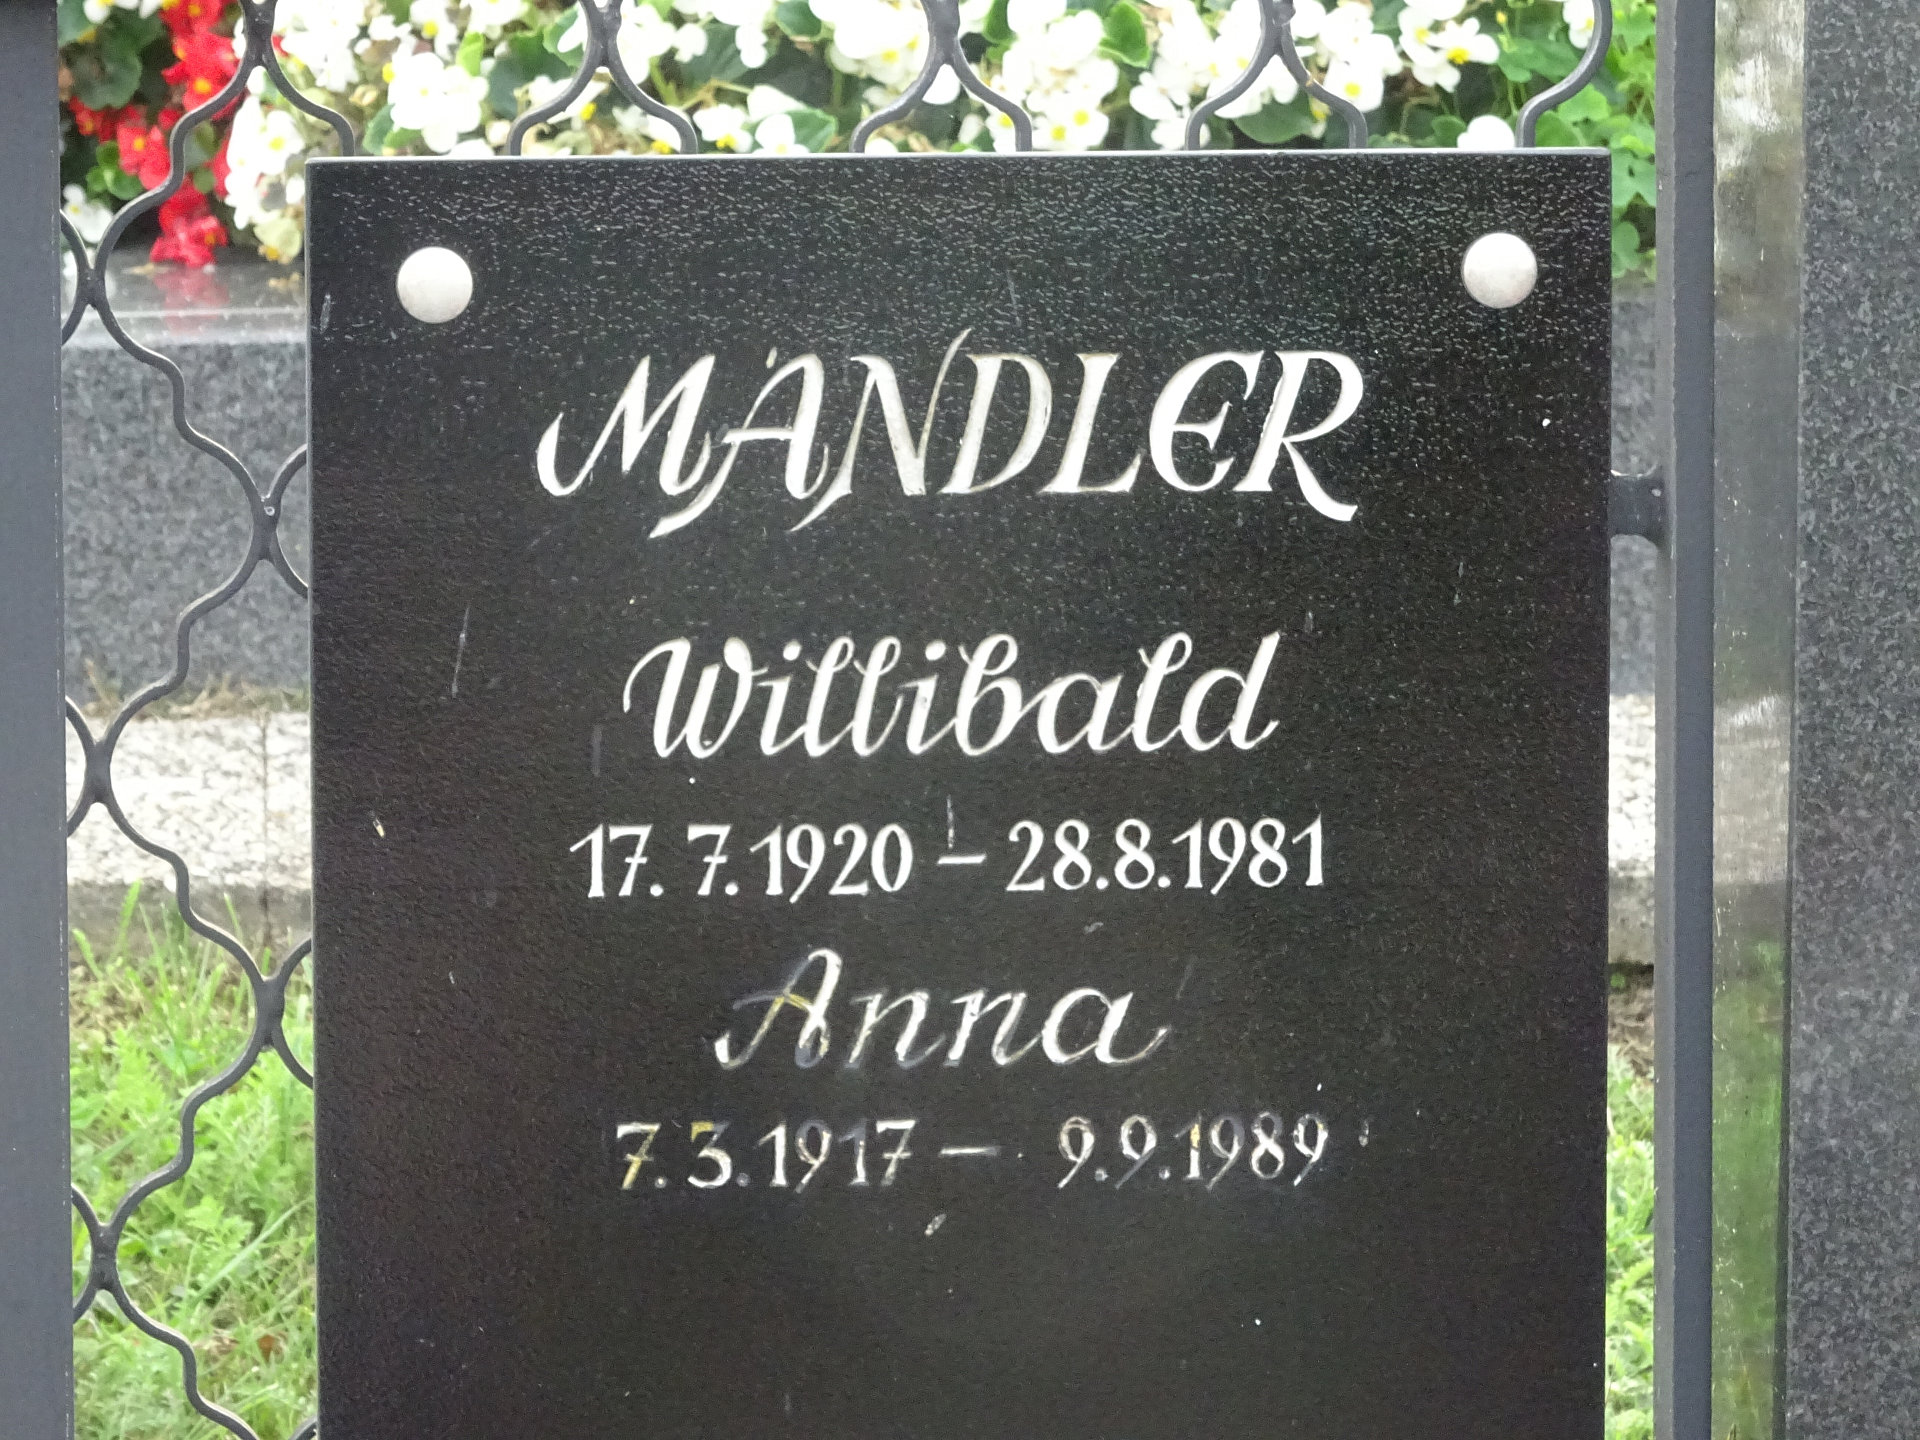 MANDLER
Willibald
17.7.1920 – 28.8.1981
Anna
7.3.1917 – 9.9.1989